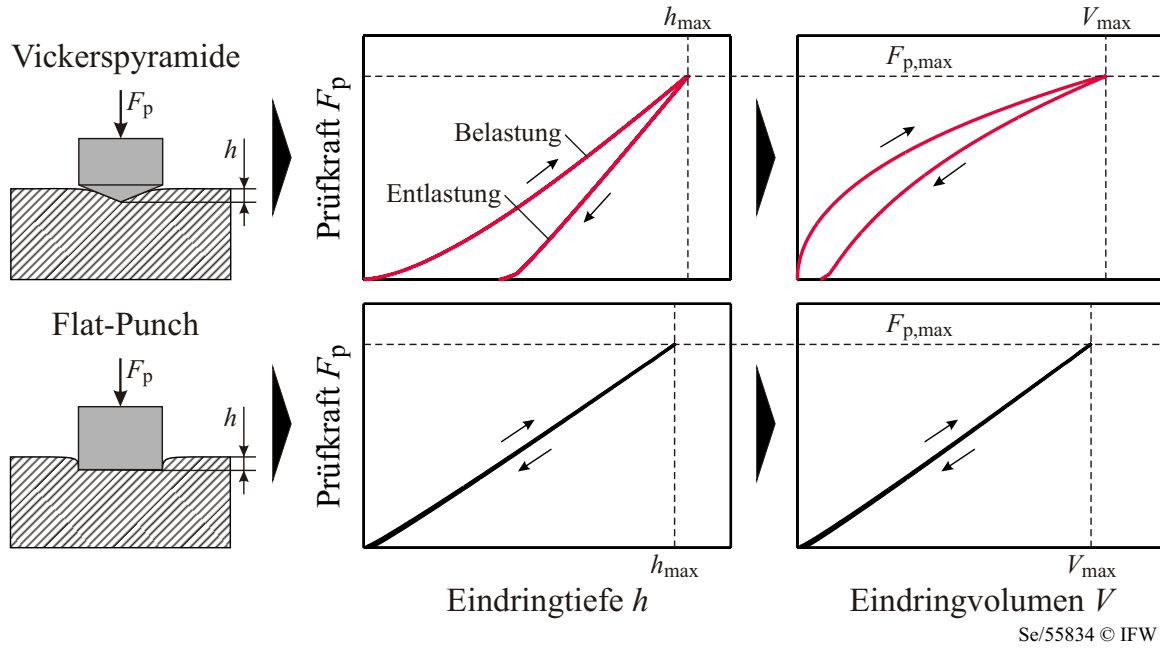 Vickerspyramide
F_p
h
Prüfkraft F_p
h_max
Belastung
Entlastung
V_max
F_p,max
Flat-Punch
F_p
h
Prüfkraft F_p
F_p,max
h_max
V_max
Eindringtiefe h
Eindringvolumen V
Se/55834 © IFW